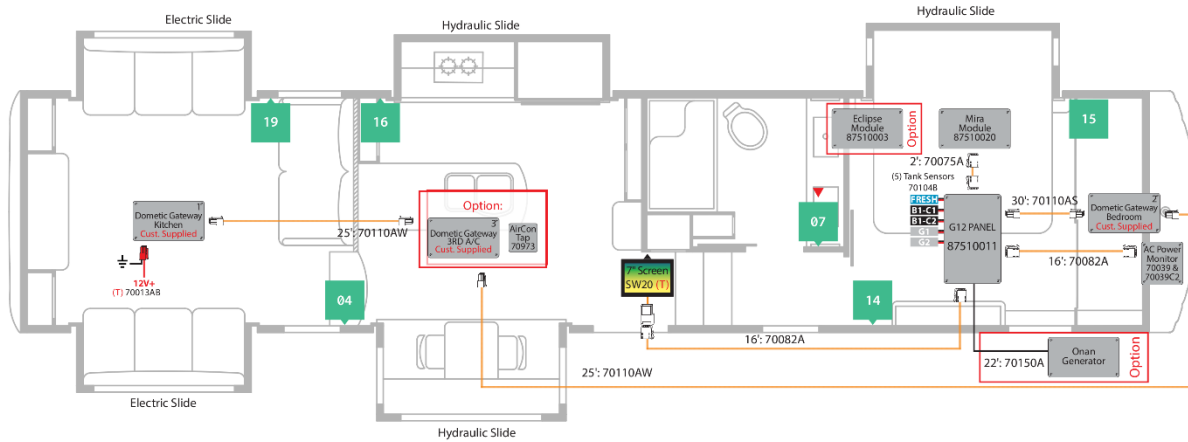 Electric Slide
Hydraulic Slide
Hydraulic Slide
19
16
15
Eclipse
Module
87510003
Option
Mira
Module
87510020
2': 70075A
(5) Tank Sensors
70104B
FRESH
B1-C1
B1-C2
G1
G2
G12 PANEL
87510011
30': 70110AS
2'
Dometic Gateway
Bedroom
Cust. Supplied
16': 70082A
AC Power
Monitor
70039 &
70039C2
1'
Dometic Gateway
Kitchen
Cust. Supplied
25': 70110AW
Option:
3'
Dometic Gateway
3RD A/C
Cust. Supplied
AirCon
Tap
70973
07
12V+
(T) 70013AB
04
7" Screen
SW20 (T)
14
16': 70082A
22': 70150A
Onan
Generator
Option
25': 70110AW
Electric Slide
Hydraulic Slide